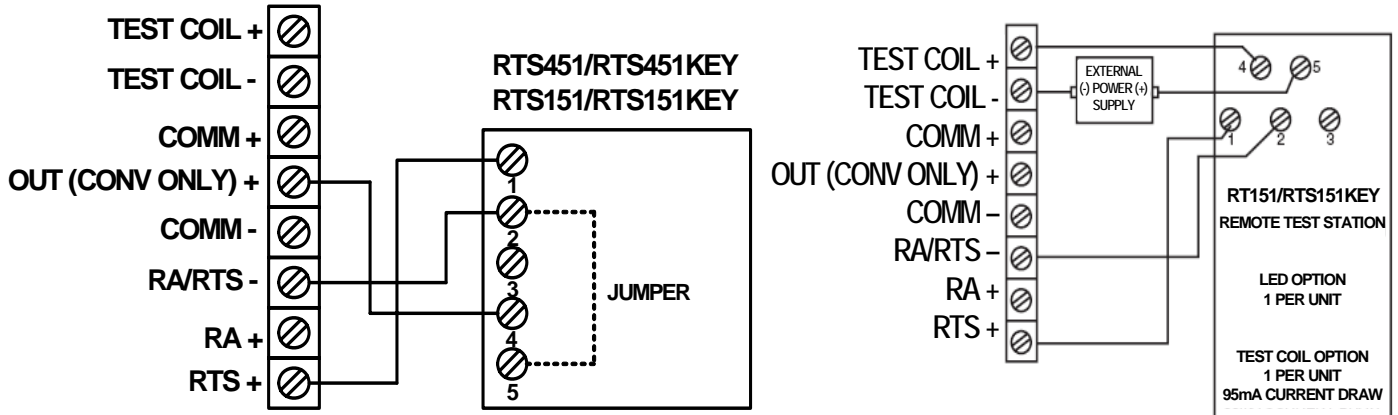 TEST COIL +
TEST COIL -
COMM +
OUT (CONV ONLY) +
COMM -
RA/RTS -
RA +
RTS +
RTS451/RTS451KEY
RTS151/RTS151KEY
1
2
3
4
5
JUMPER
TEST COIL +
TEST COIL -
COMM +
OUT (CONV ONLY) +
COMM –
RA/RTS –
RA +
RTS +
EXTERNAL
(-) POWER (+)
SUPPLY
4
5
1
2
3
RT151/RTS151KEY
REMOTE TEST STATION
LED OPTION
1 PER UNIT
TEST COIL OPTION
1 PER UNIT
95mA CURRENT DRAW